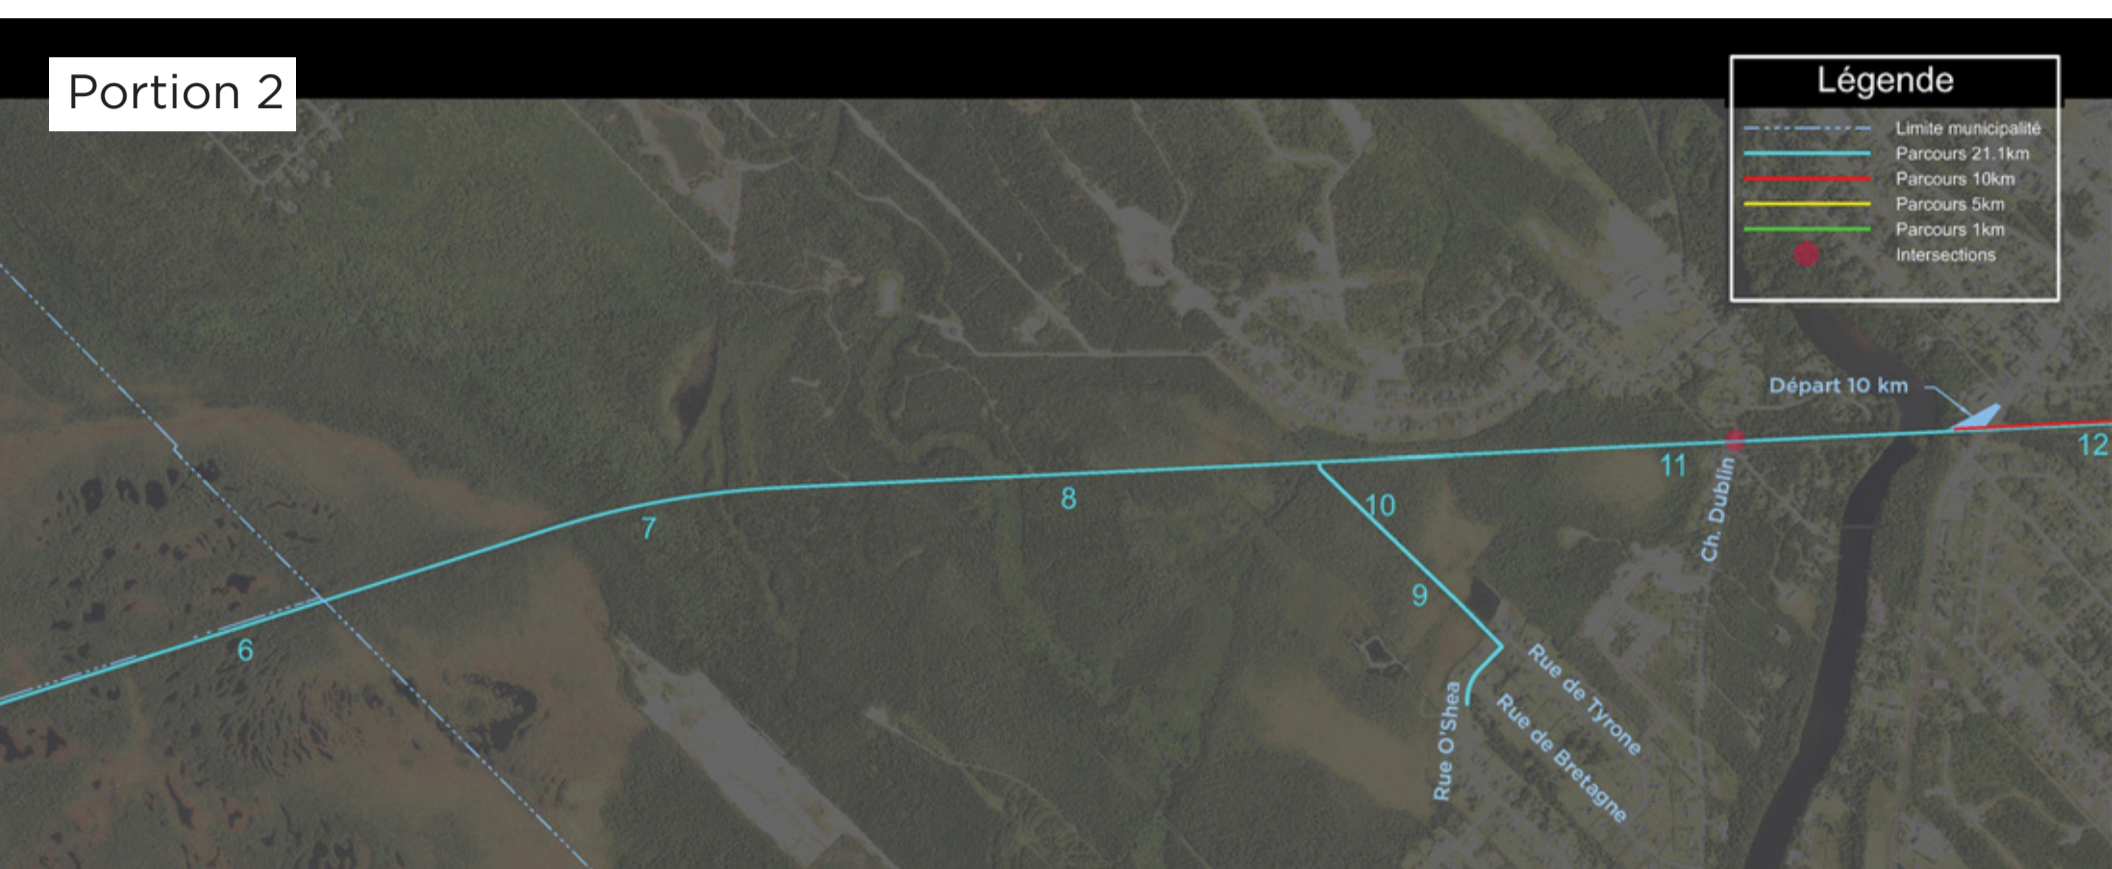 Portion 2
Légende
Limite municipalité
Parcours 21.1km
Parcours 10km
Parcours 5km
Parcours 1km
Intersections
Départ 10 km
12
11
Ch. Dublin
10
8
7
9
6
Rue de Tyrone
Rue O'Shea
Rue de Bretagne